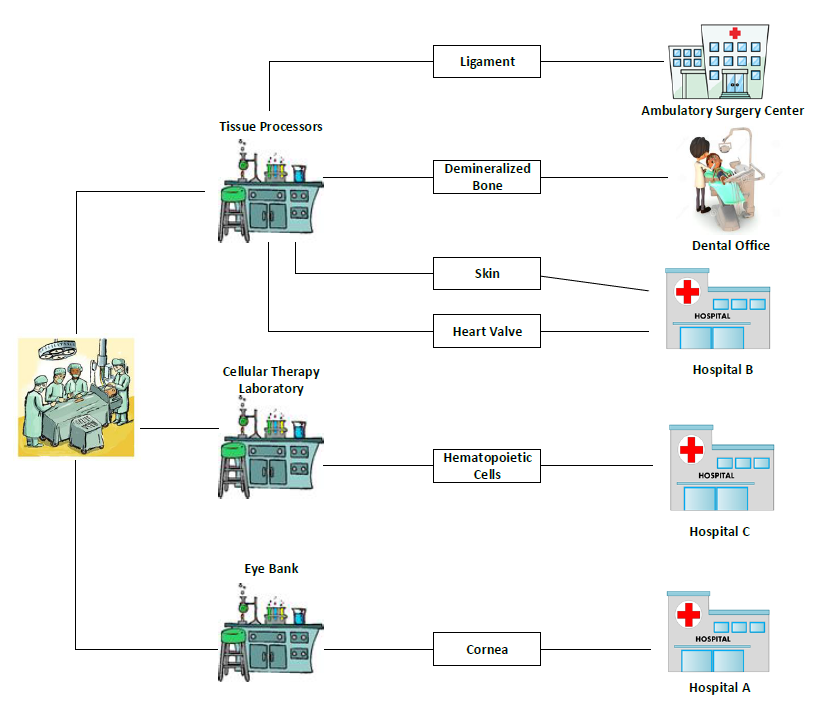 Ligament
Ambulatory Surgery Center
Tissue Processors
Demineralized
Bone
Dental Office
Skin
HOSPITAL
Heart Valve
Hospital B
Cellular Therapy
Laboratory
Hematopoietic
Cells
HOSPITAL
Hospital C
Eye Bank
HOSPITAL
Cornea
Hospital A